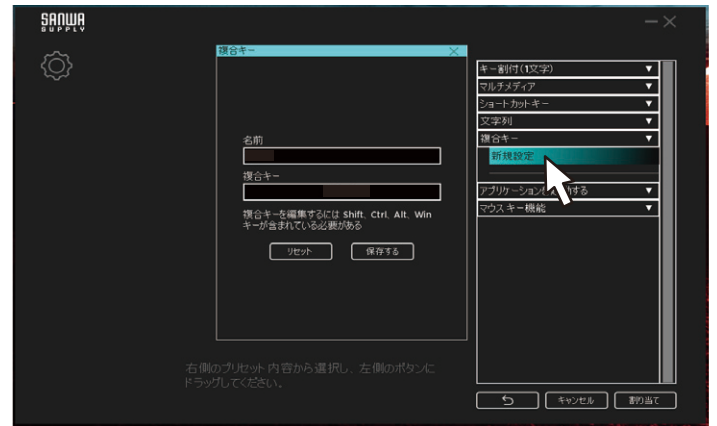 SANWA
SUPPLY
複合キー
名前
複合キー
複合キーを編集するには Shift、Ctrl、Alt、Win
キーが含まれている必要がある
リセット
保存する
キー割付(1文字)
マルチメディア
ショートカットキー
文字列
複合キー
新規設定
アプリケーションを
する
マウス キー機能
右側のプリセット内容から選択し、左側のボタンに
ドラッグしてください。
キャンセル
割り当て